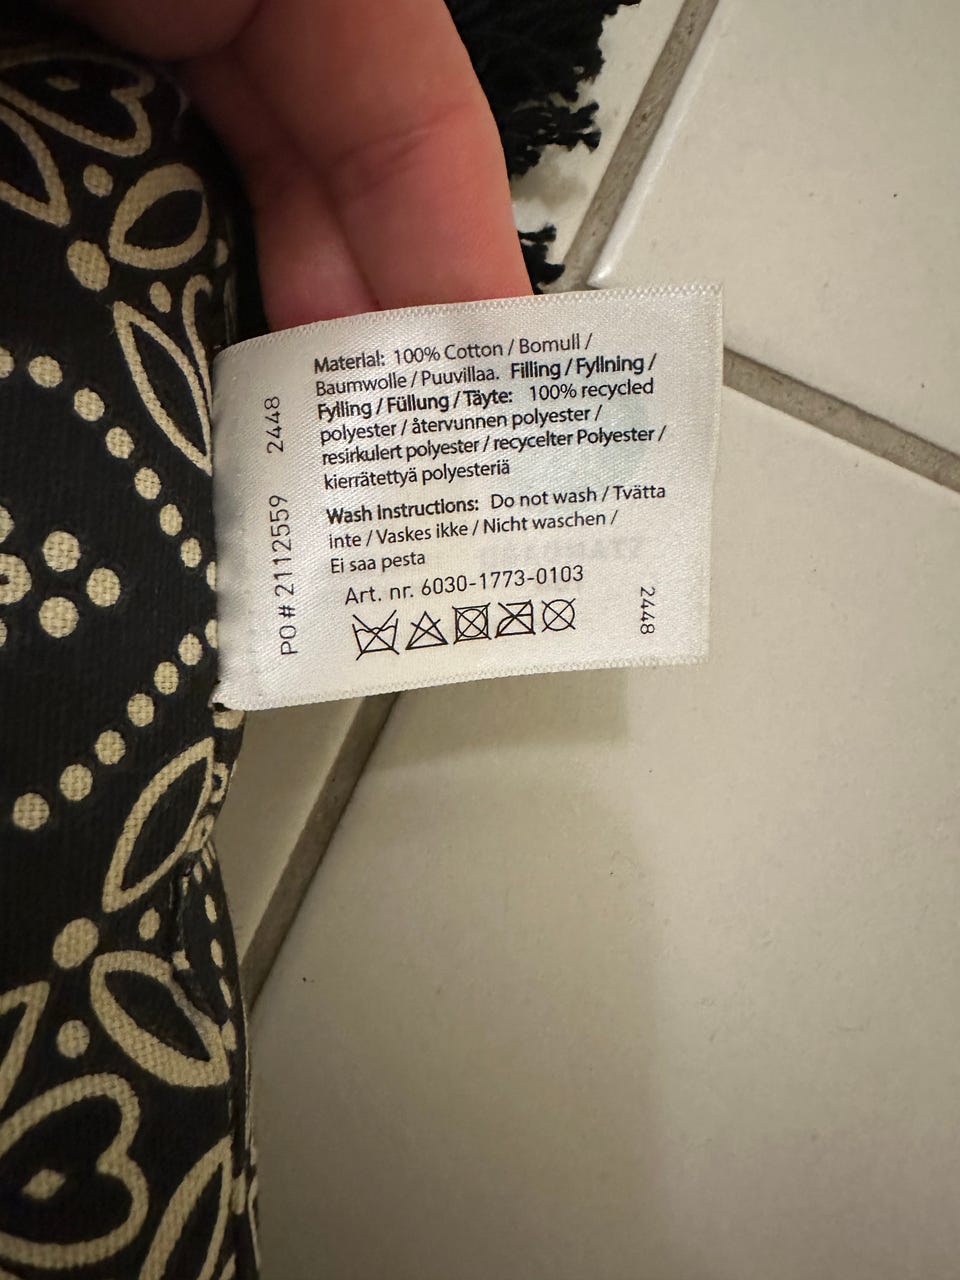 Material: 100% Cotton / Bomull /
Baumwolle / Puuvillaa. Filling / Fyllning /
Fylling / Füllung / Täyte: 100% recycled
polyester / återvunnen polyester /
resirkulert polyester / recycelter Polyester /
kierrätettyä polyesteriä
Wash instructions: Do not wash / Tvätta
inte / Vaskes ikke / Nicht waschen /
Ei saa pesta
Art. nr. 6030-1773-0103
PO# 2112559 2448
2448